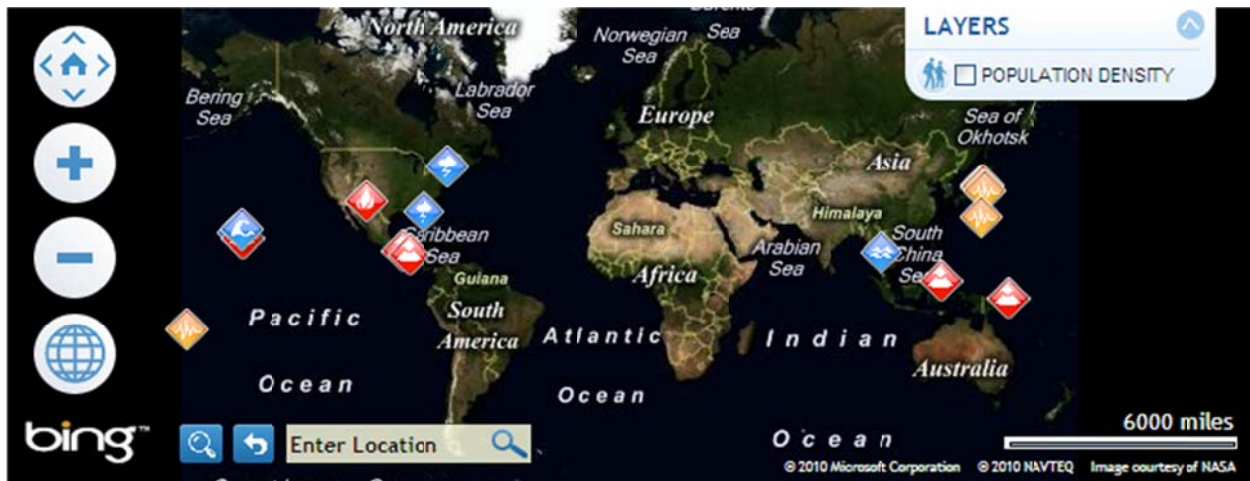 North America
Norwegian
Sea
Sea
LAYERS
POPULATION DENSITY
Bering
Sea
Labrador
Sea
Europe
Sea of
Okhotsk
Asia
Himalaya
Sahara
Caribbean
Sea
Arabian
Sea
South
China
Sea
Africa
Guiana
South
America
Pacific
Ocean
Atlantic
Ocean
Indian
Ocean
Australia
bing™
Enter Location
6000 miles
© 2010 Microsoft Corporation © 2010 NAVTEQ Image courtesy of NASA